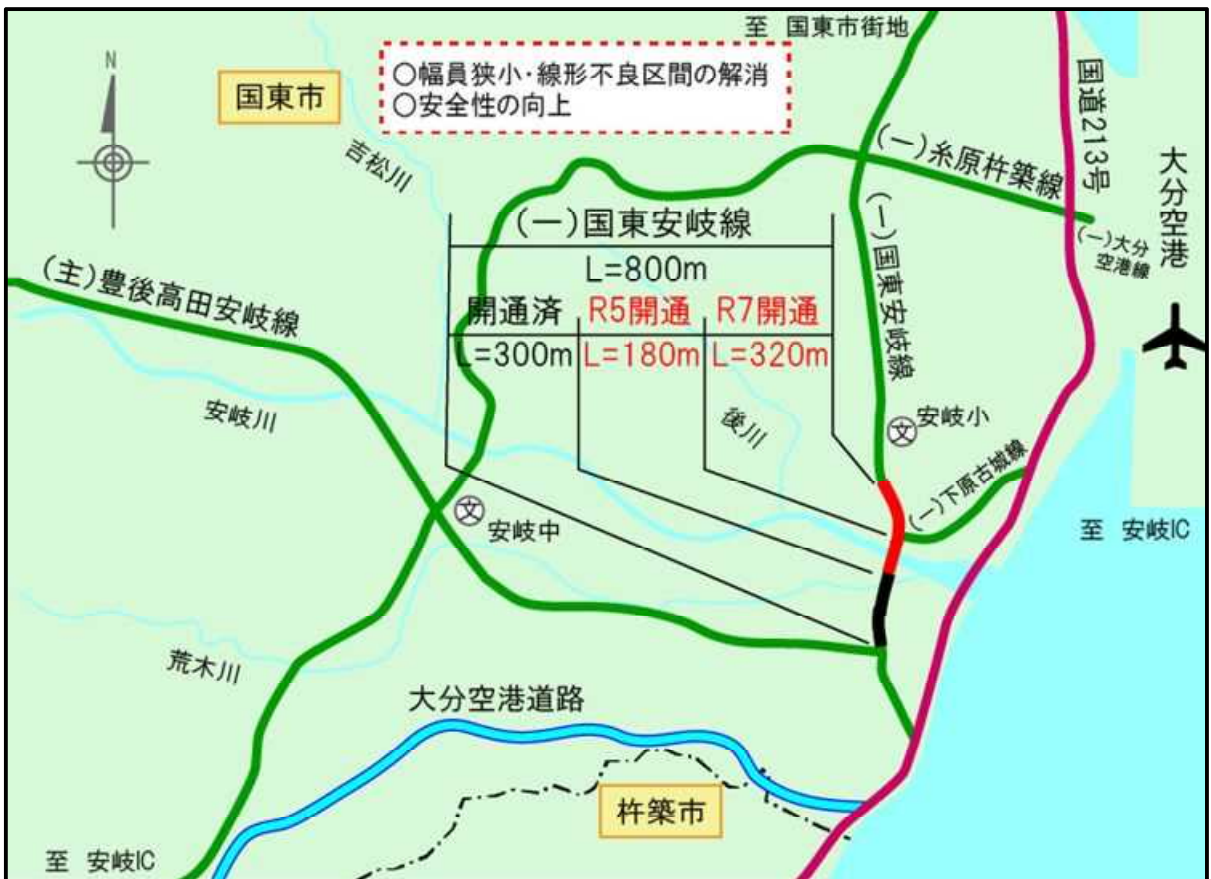 至 国東市街地
N
国東市
○幅員狭小・線形不良区間の解消
○安全性の向上
国道213号
吉松川
(一)糸原杵築線
大分空港
(一)国東安岐線
(一)国東安岐線
(一)大分
空港線
L=800m
(主)豊後高田安岐線
開通済 R5開通 R7開通
L=300m L=180m L=320m
安岐川
後川
文 安岐小
(一)下原古城線
文 安岐中
至 安岐IC
荒木川
大分空港道路
杵築市
至 安岐IC